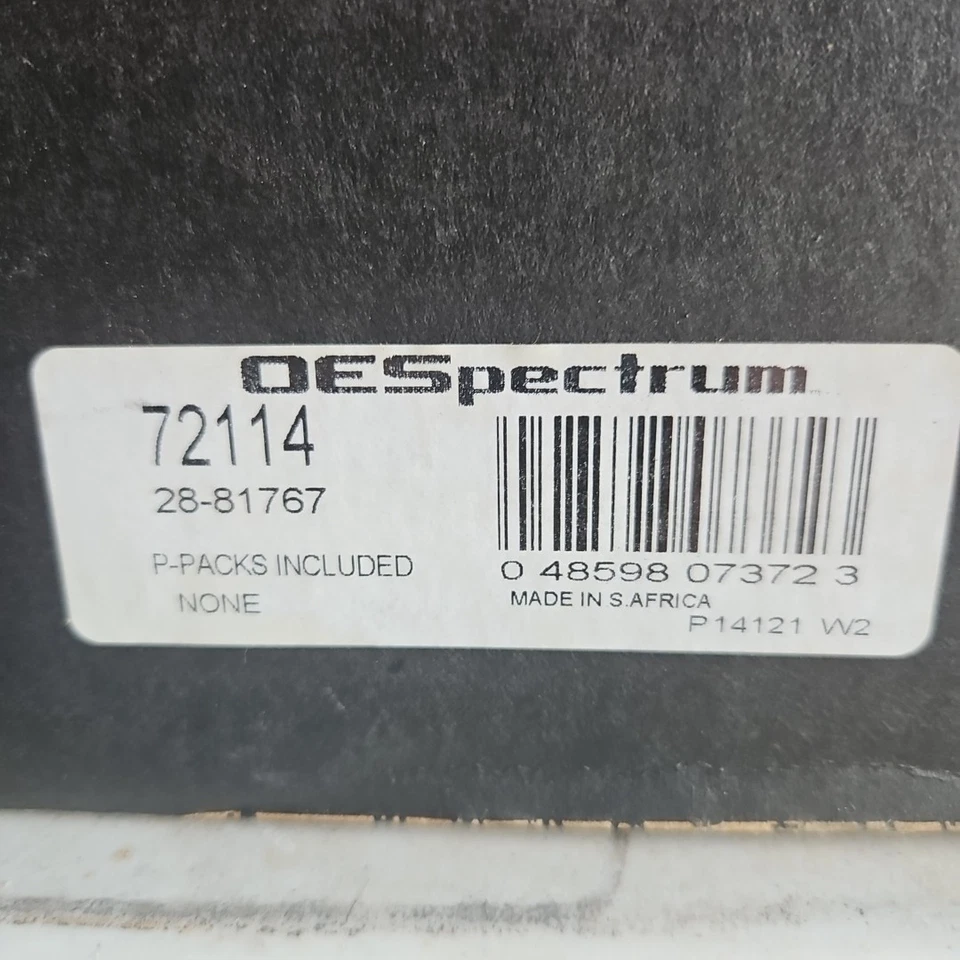 OESpectrum
72114
28-81767
P-PACKS INCLUDED
NONE
0 48598 07372 3
MADE IN S.AFRICA
P14121 W2